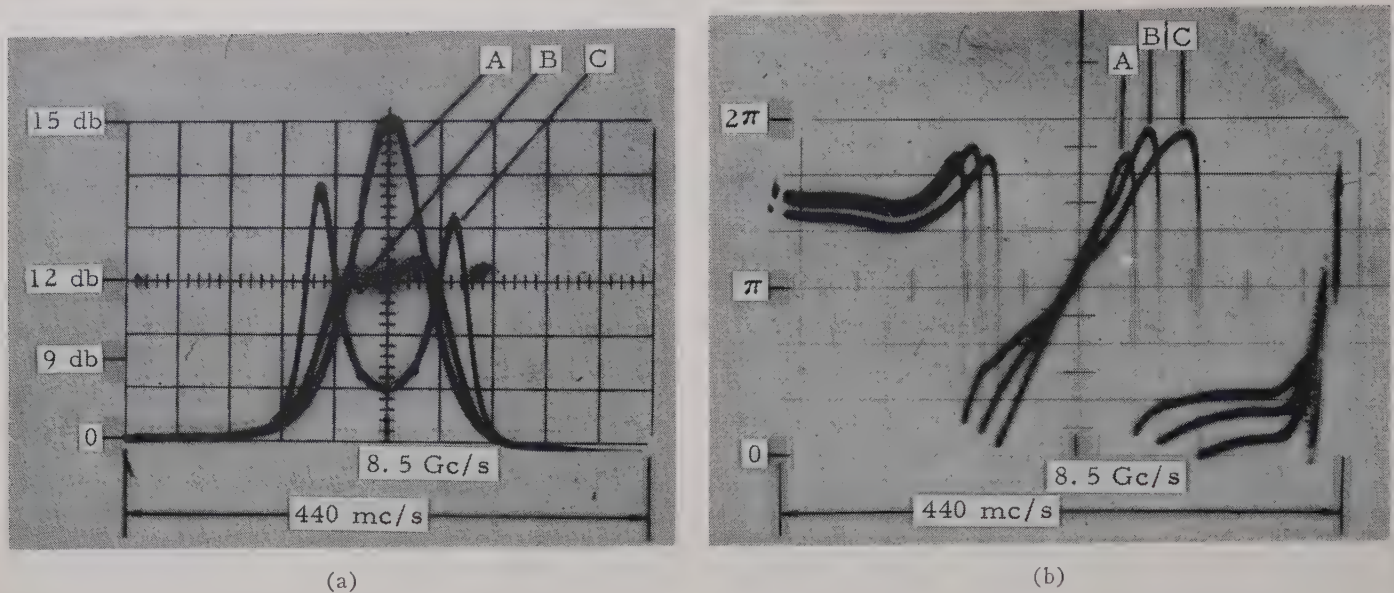 A B C
15 db
12 db
9 db
0
8.5 Gc/s
440 mc/s
(a)
B C
A
2π
π
0
8.5 Gc/s
440 mc/s
(b)